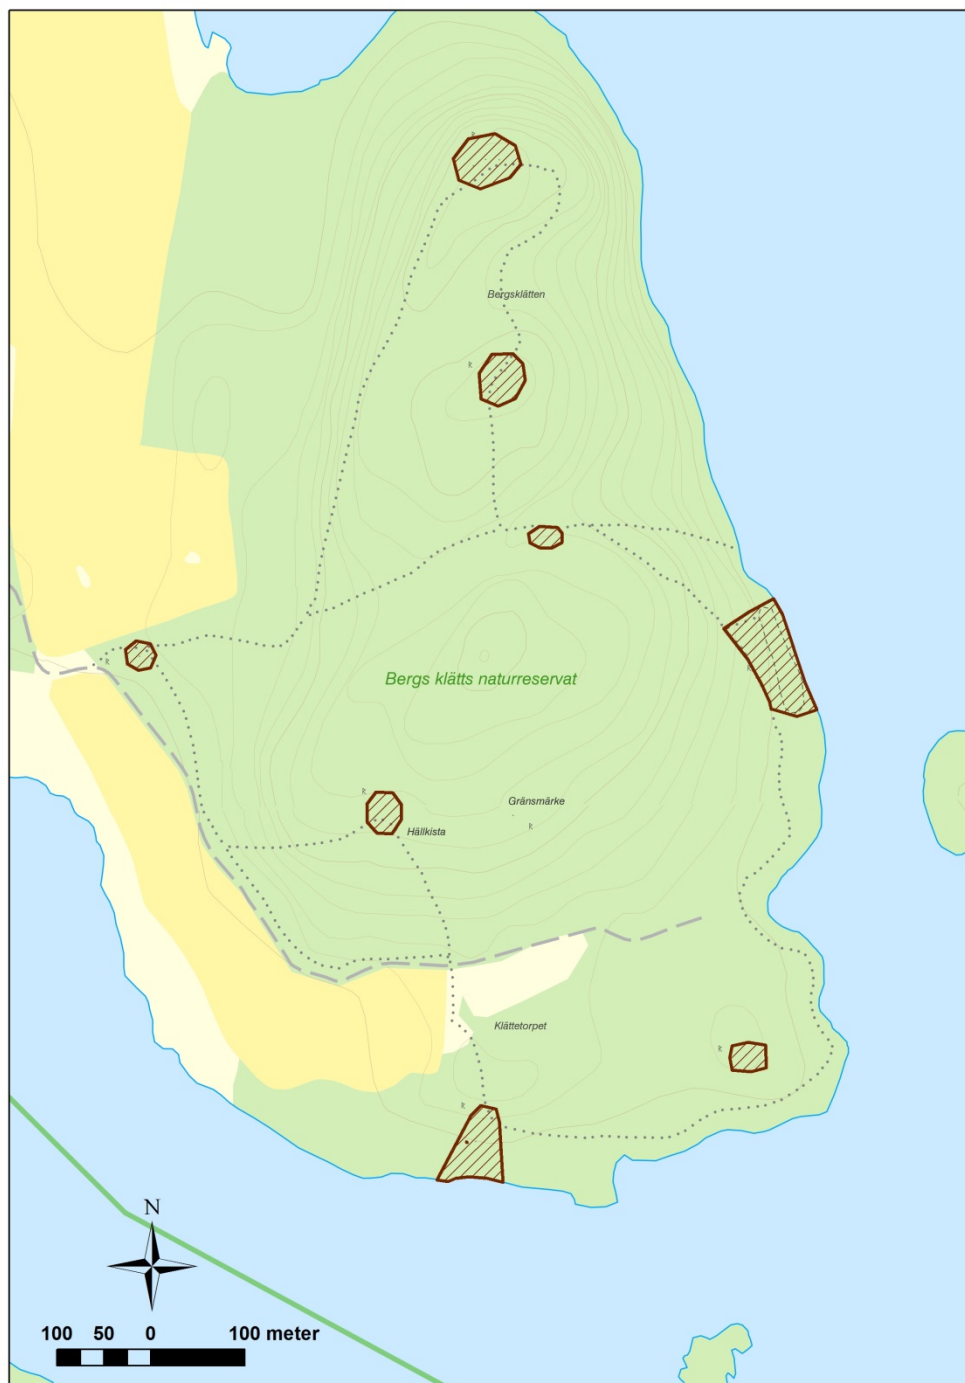 R
Bergsklätten
R
R
Bergs klätts naturreservat
R
R
Gränsmärke
R
Hällkista
Klättetorpet
R
R
N
100 50 0 100 meter